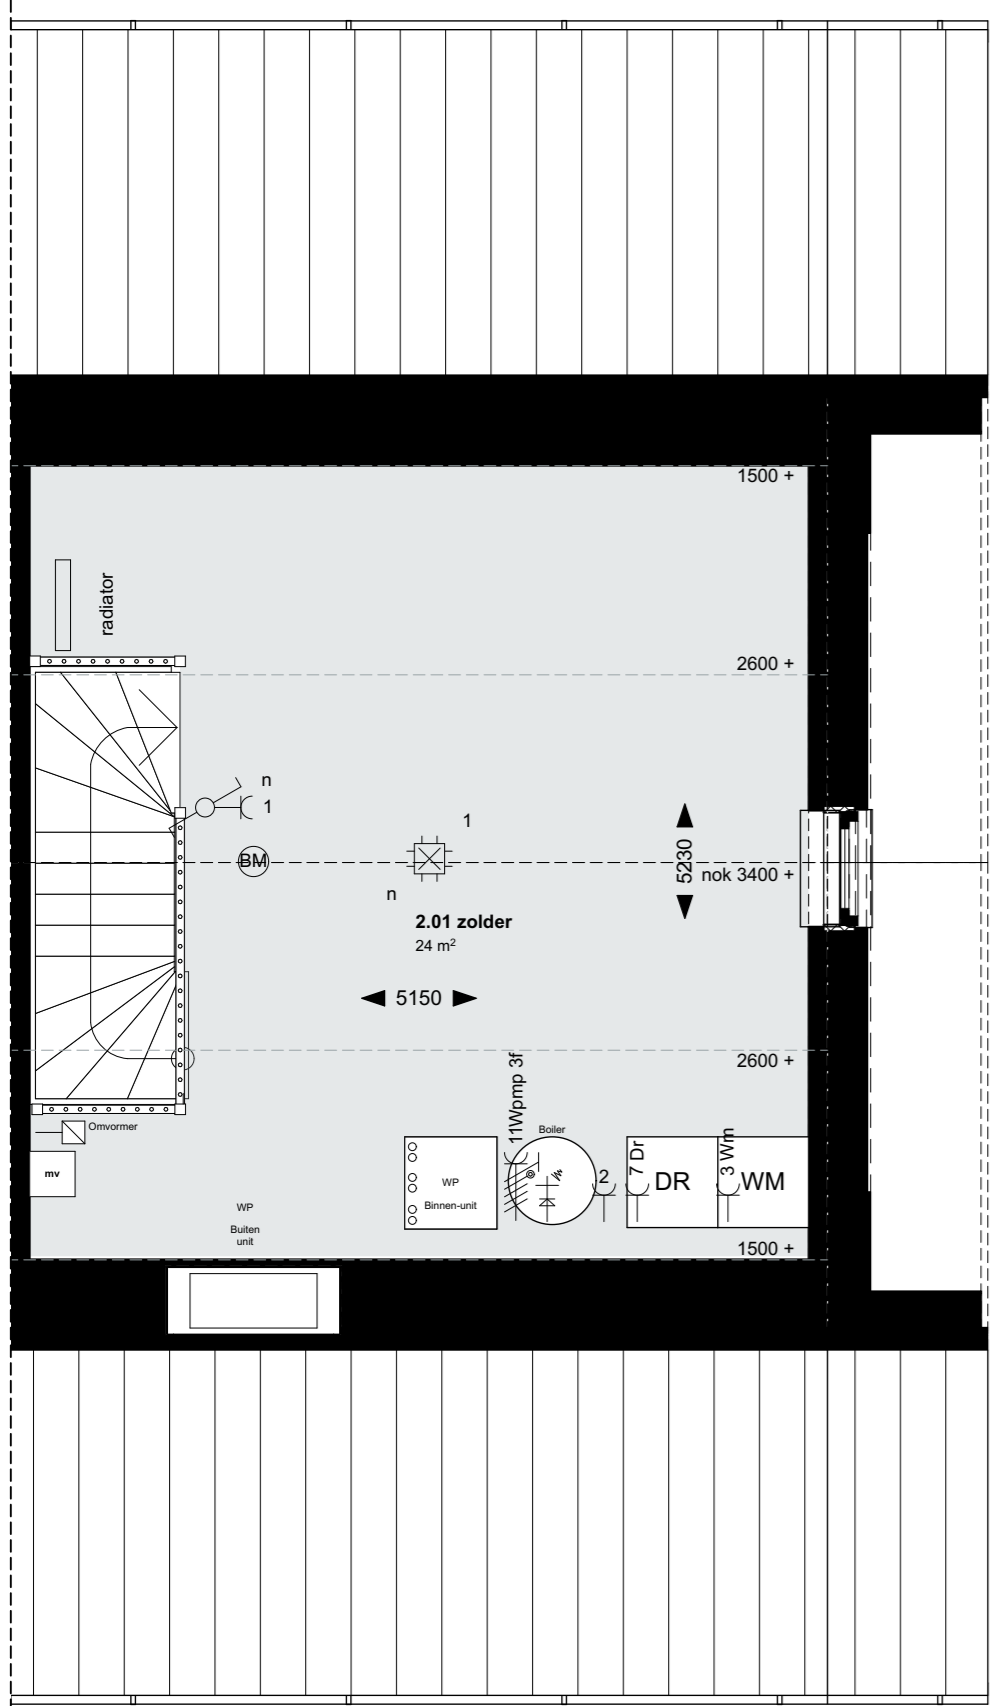 1500 +
radiator
2600 +
n
1
1
BM
5230
nok 3400 +
n
2.01 zolder
24 m²
5150
2600 +
11Wpmp 3f
Omvormer
Boiler
mv
WP
Binnen-unit
2
7 Dr
DR
3 Wm
WM
WP
Buiten
unit
1500 +